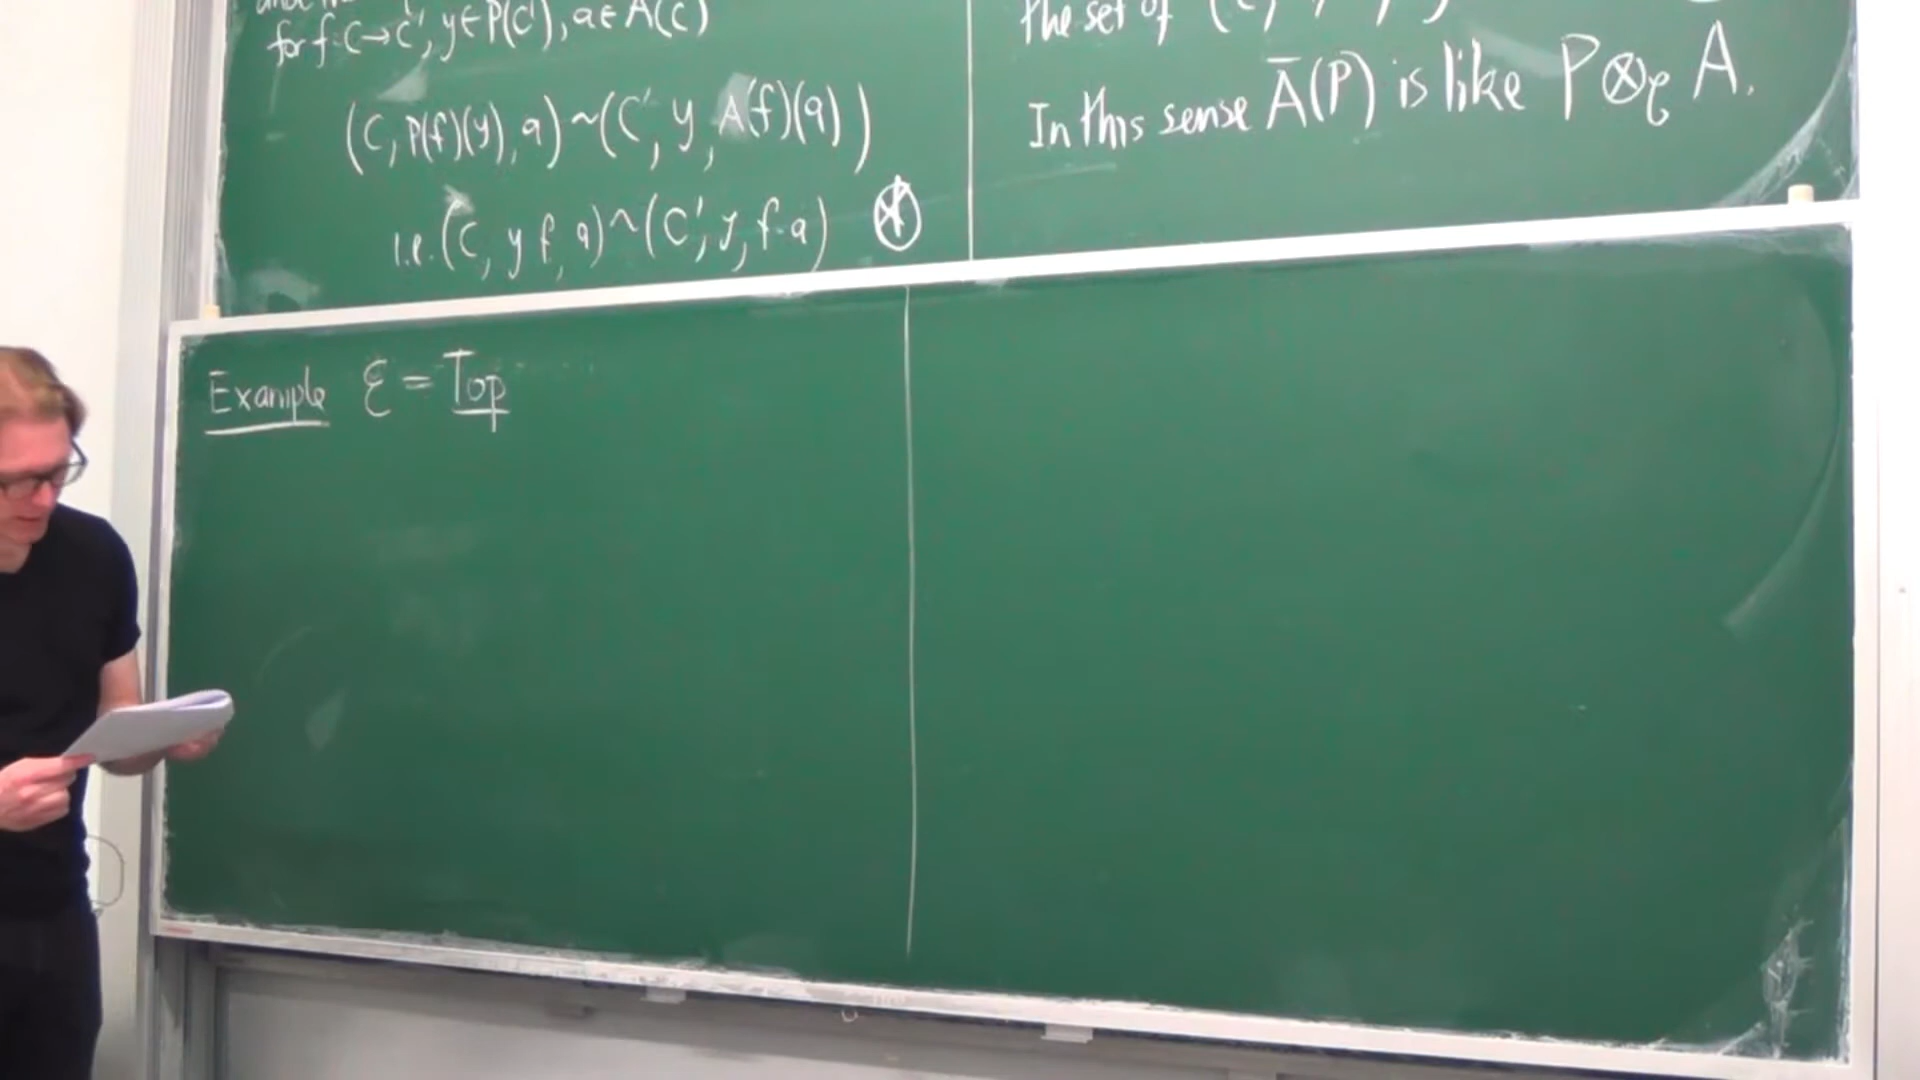 for f: C→C', y∈P(C'), a∈A(C)
(C, P(f)(y), a) ~ (C', y, A(f)(a))
i.e. (C, y f, a) ~ (C', y, f·a) ⊛
the set of
In this sense Ā(P) is like P ⊗_C A.
Example ℰ = Top